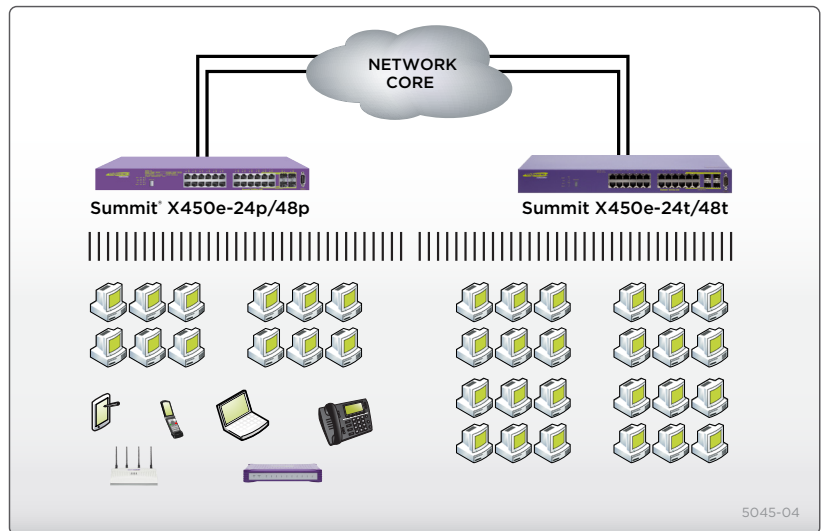 NETWORK
CORE
Summit® X450e-24p/48p
Summit X450e-24t/48t
5045-04